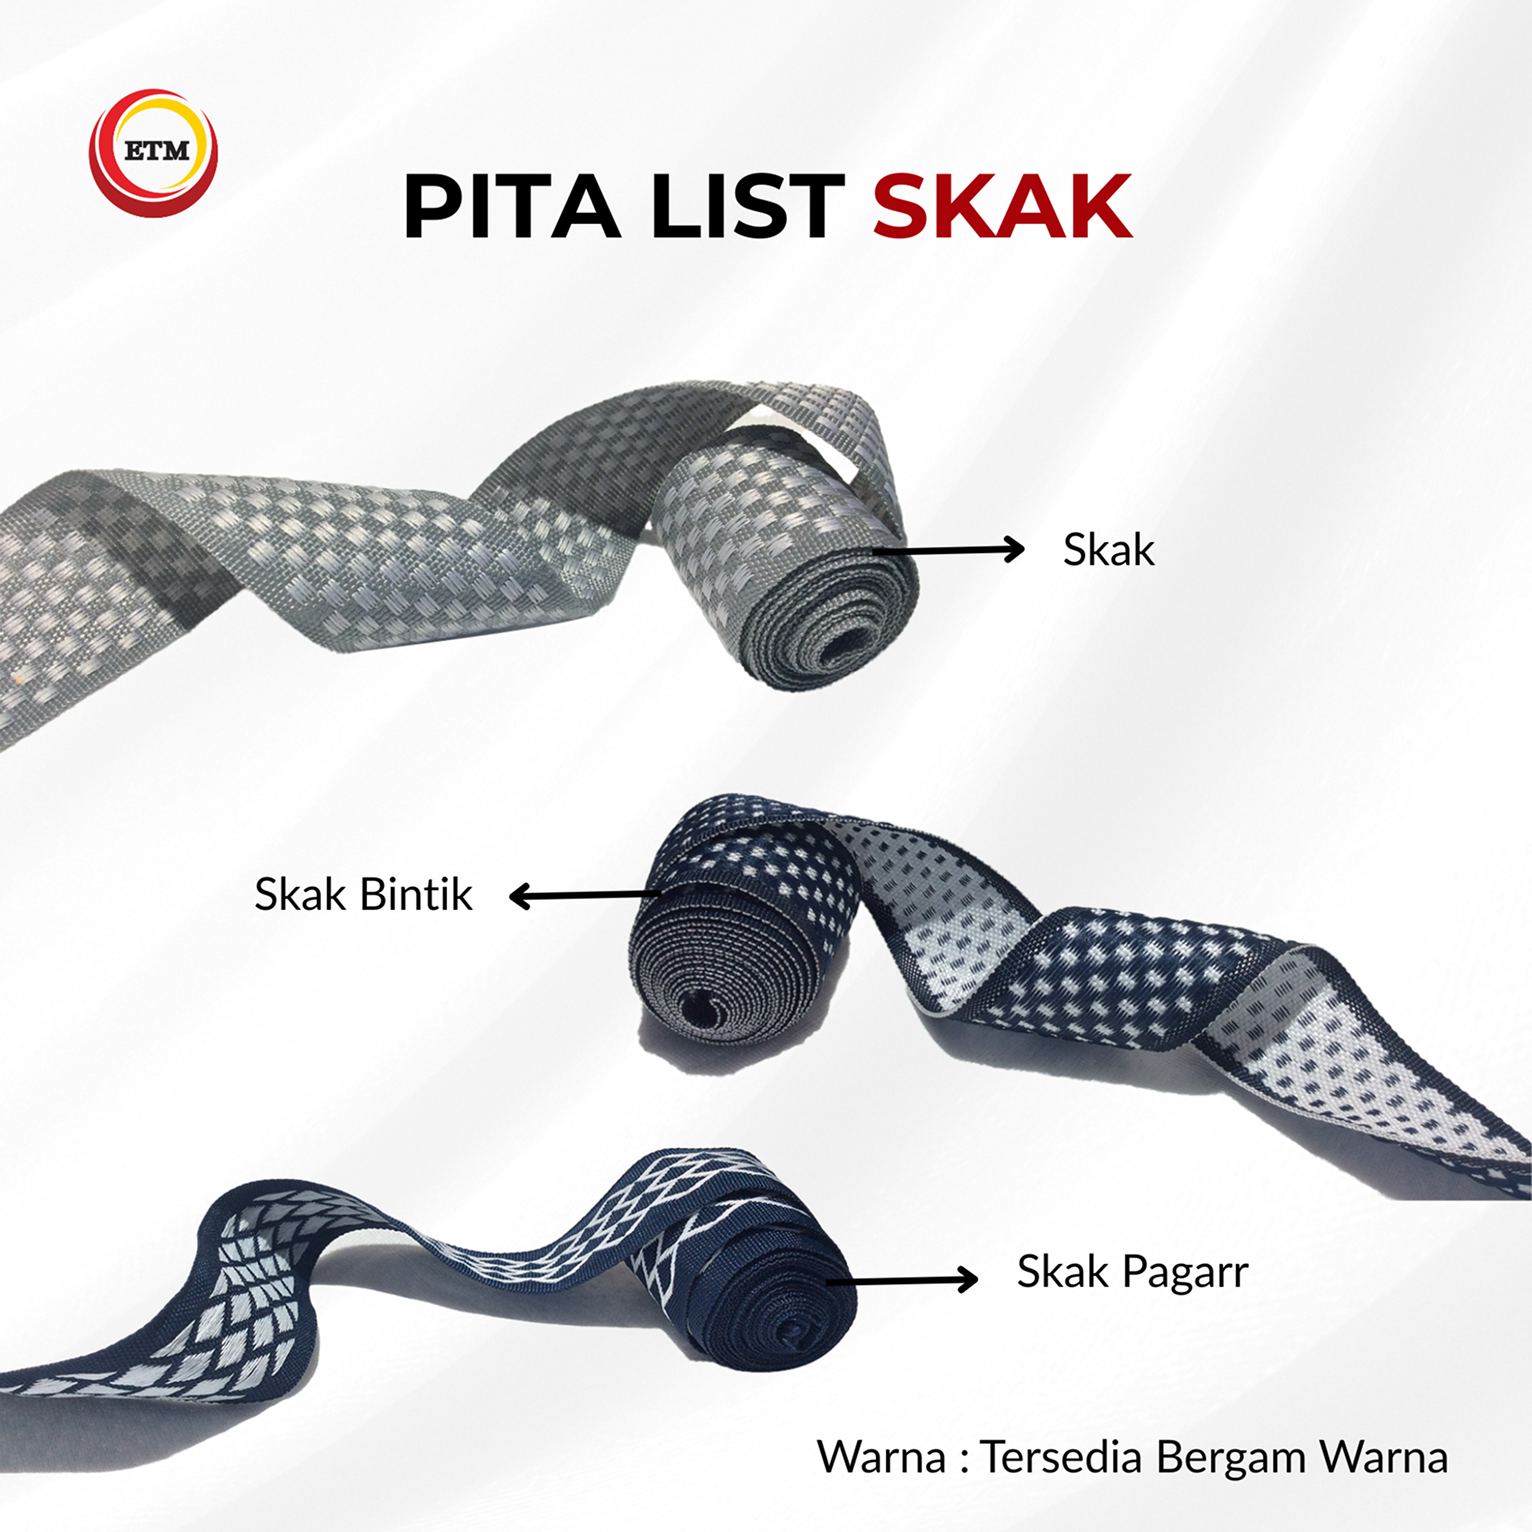 ETM
PITA LIST SKAK
Skak
Skak Bintik
Skak Pagarr
Warna : Tersedia Bergam Warna